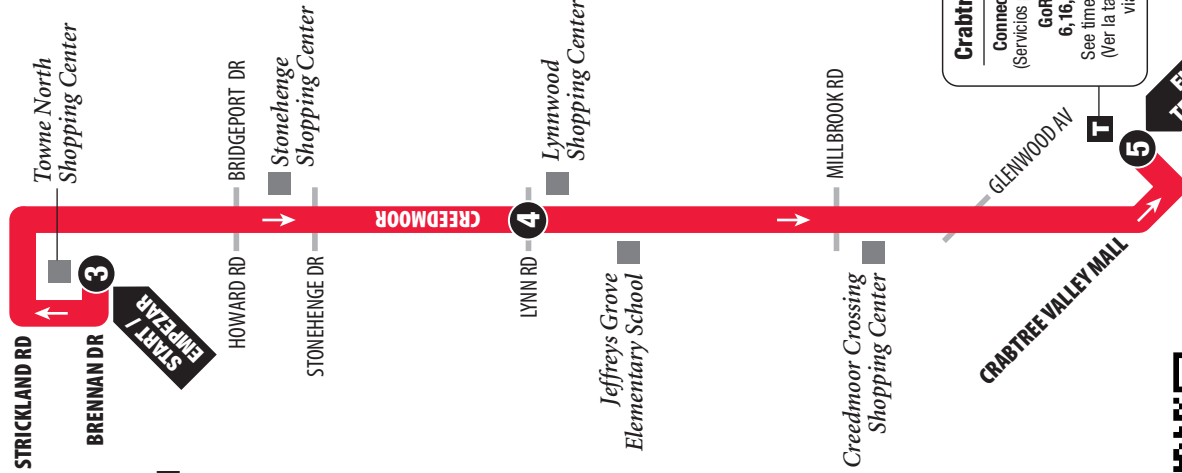 STRICKLAND RD
Towne North
Shopping Center
3
START /
EMPEZAR
BRENNAN DR
HOWARD RD
BRIDGEPORT DR
Stonehenge
Shopping Center
STONEHENGE DR
CREEDMOOR
4
LYNN RD
Lynnwood
Shopping Center
Jeffreys Grove
Elementary School
MILLBROOK RD
Creedmoor Crossing
Shopping Center
GLENWOOD AV
CRABTREE VALLEY MALL
T
5
Connec
(Servicios
6, 16,
See time
(Ver la ta
via